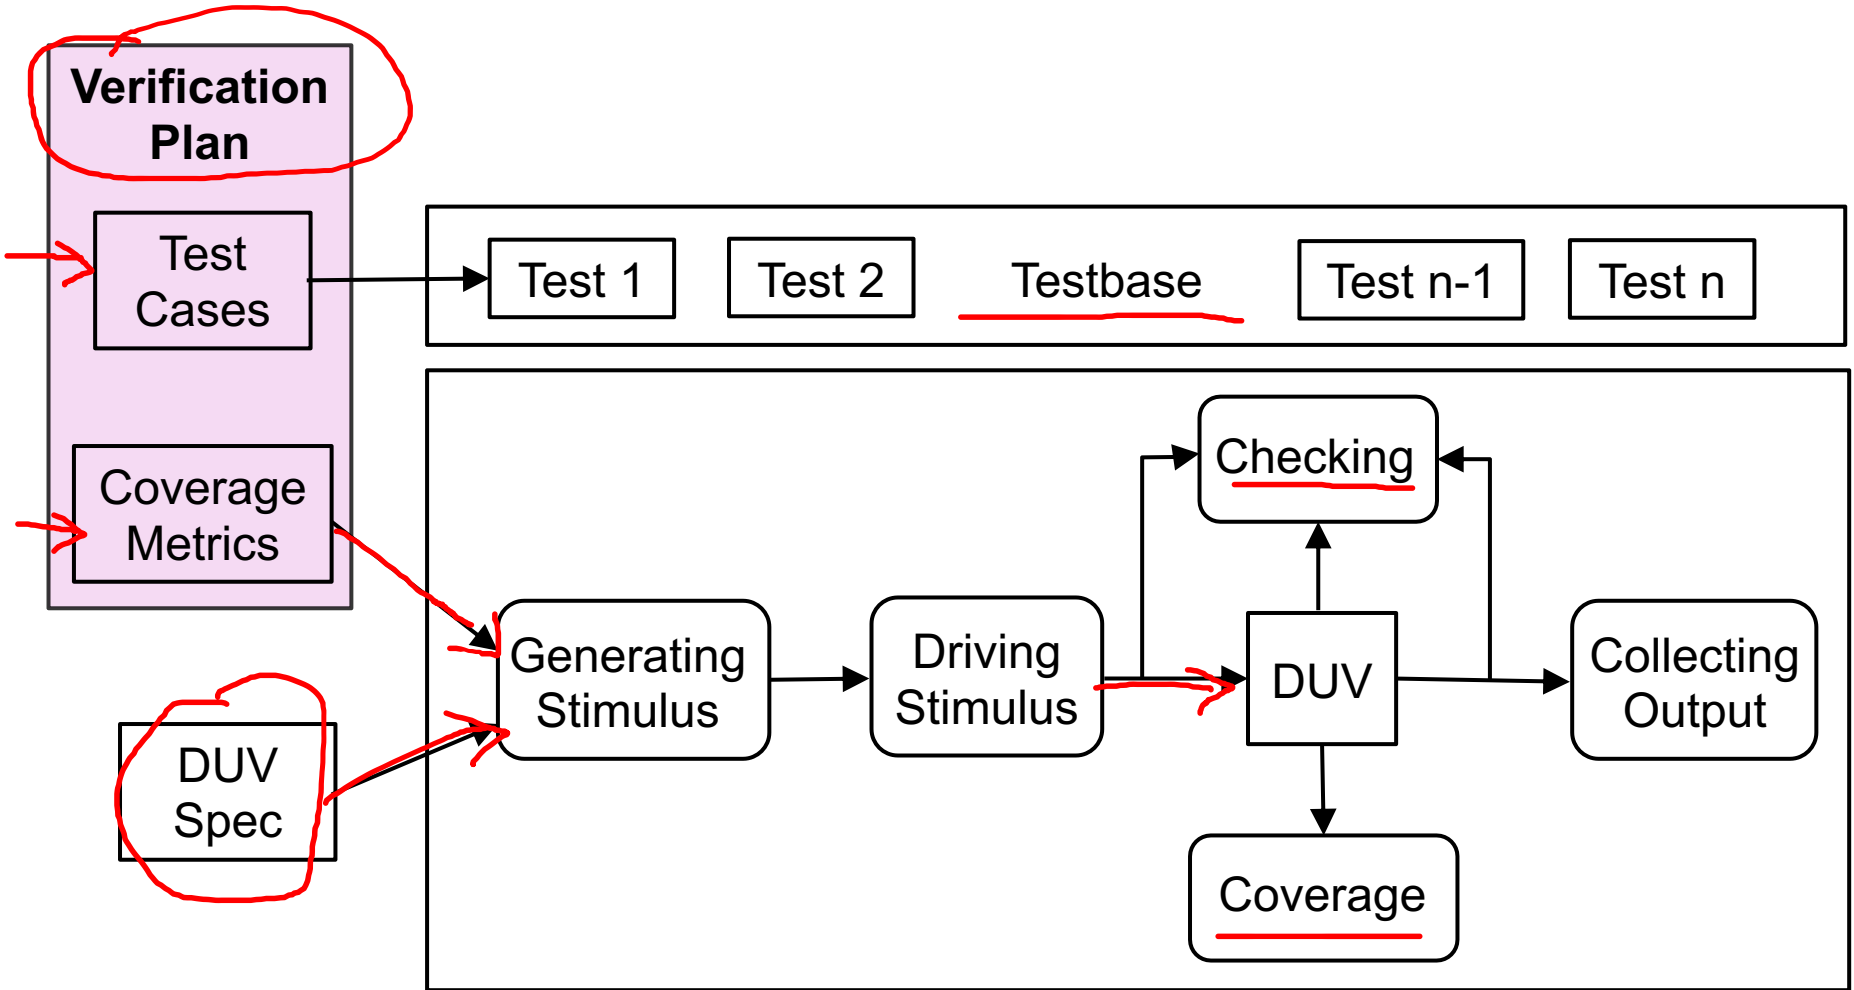 Verification
Plan
Test
Cases
Test 1
Test 2
Testbase
Test n-1
Test n
Coverage
Metrics
Checking
Generating
Stimulus
Driving
Stimulus
DUV
Collecting
Output
DUV
Spec
Coverage